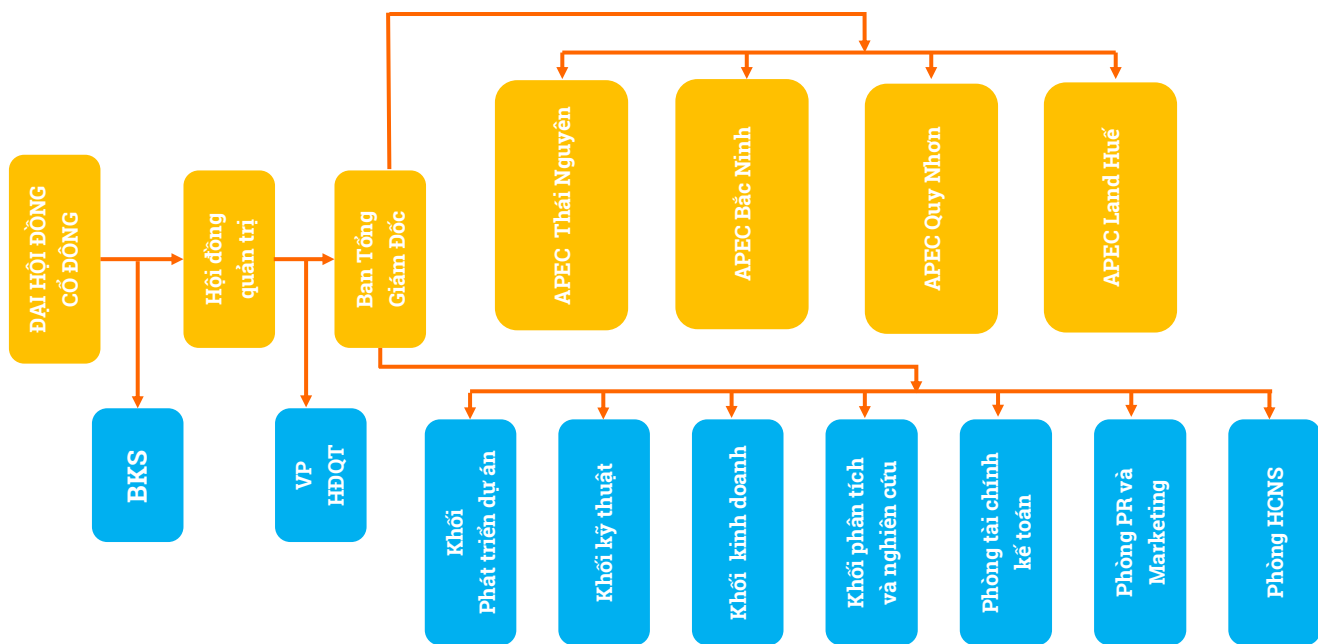 ĐẠI HỘI ĐỒNG
CỔ ĐÔNG
Hội đồng
quản trị
Ban Tổng
Giám Đốc
APEC Thái Nguyên
APEC Bắc Ninh
APEC Quy Nhơn
APEC Land Huế
BKS
VP
HĐQT
Khối
Phát triển dự án
Khối kỹ thuật
Khối kinh doanh
Khối phân tích
và nghiên cứu
Phòng tài chính
kế toán
Phòng PR và
Marketing
Phòng HCNS